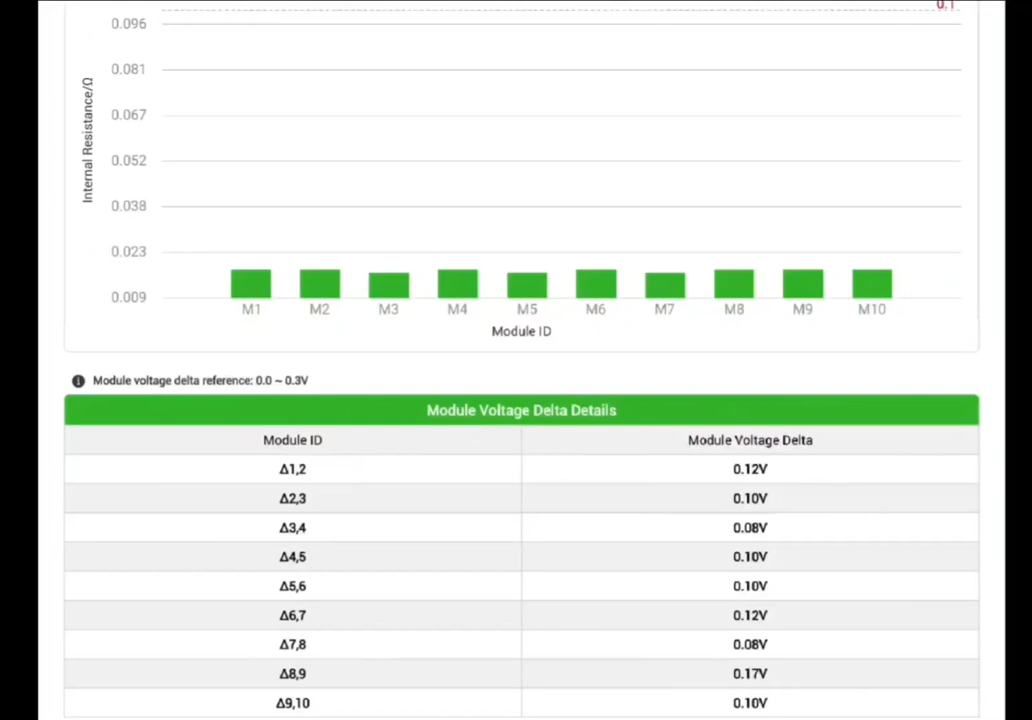 0.1
0.096
0.081
0.067
0.052
0.038
0.023
0.009
Internal Resistance/Ω
M1 M2 M3 M4 M5 M6 M7 M8 M9 M10
Module ID
Module voltage delta reference: 0.0 ~ 0.3V
Module Voltage Delta Details
Module ID Module Voltage Delta
Δ1,2 0.12V
Δ2,3 0.10V
Δ3,4 0.08V
Δ4,5 0.10V
Δ5,6 0.10V
Δ6,7 0.12V
Δ7,8 0.08V
Δ8,9 0.17V
Δ9,10 0.10V